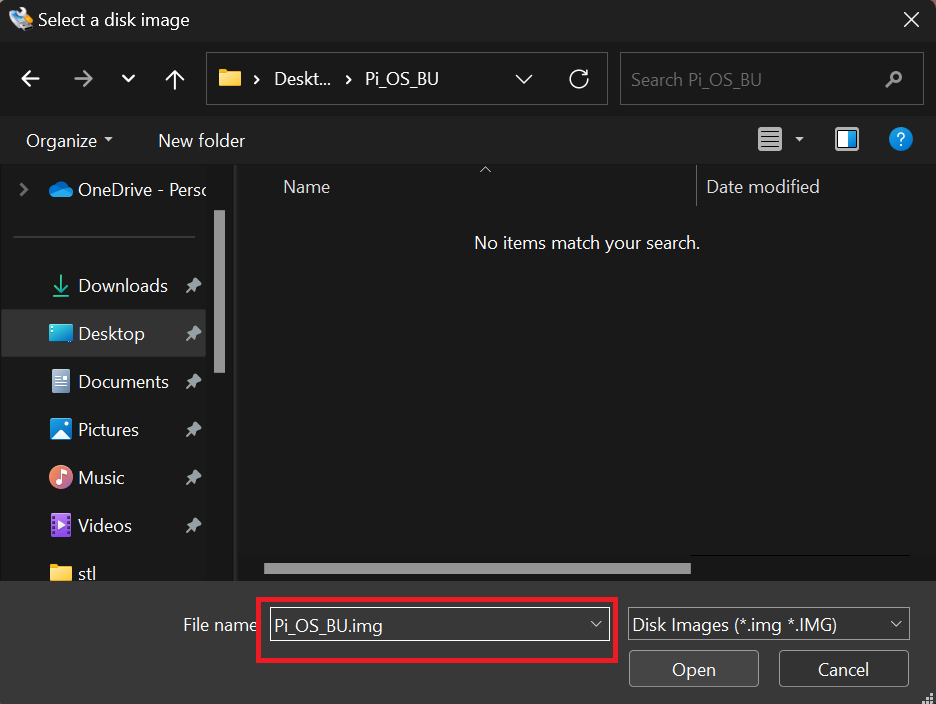 Select a disk image
Deskt... Pi_OS_BU
Search Pi_OS_BU
Organize
New folder
?
OneDrive - Perso
Name
Date modified
No items match your search.
Downloads
Desktop
Documents
Pictures
Music
Videos
stl
File name
Pi_OS_BU.img
Disk Images (*.img *.IMG)
Open
Cancel